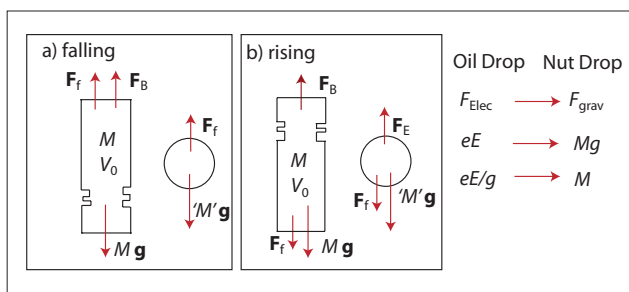 a) falling
F_f F_B
M
V_0
M g
F_f
'M' g
b) rising
F_B
M
V_0
F_f M g
F_E
F_f 'M' g
Oil Drop Nut Drop
F_Elec F_grav
eE Mg
eE/g M